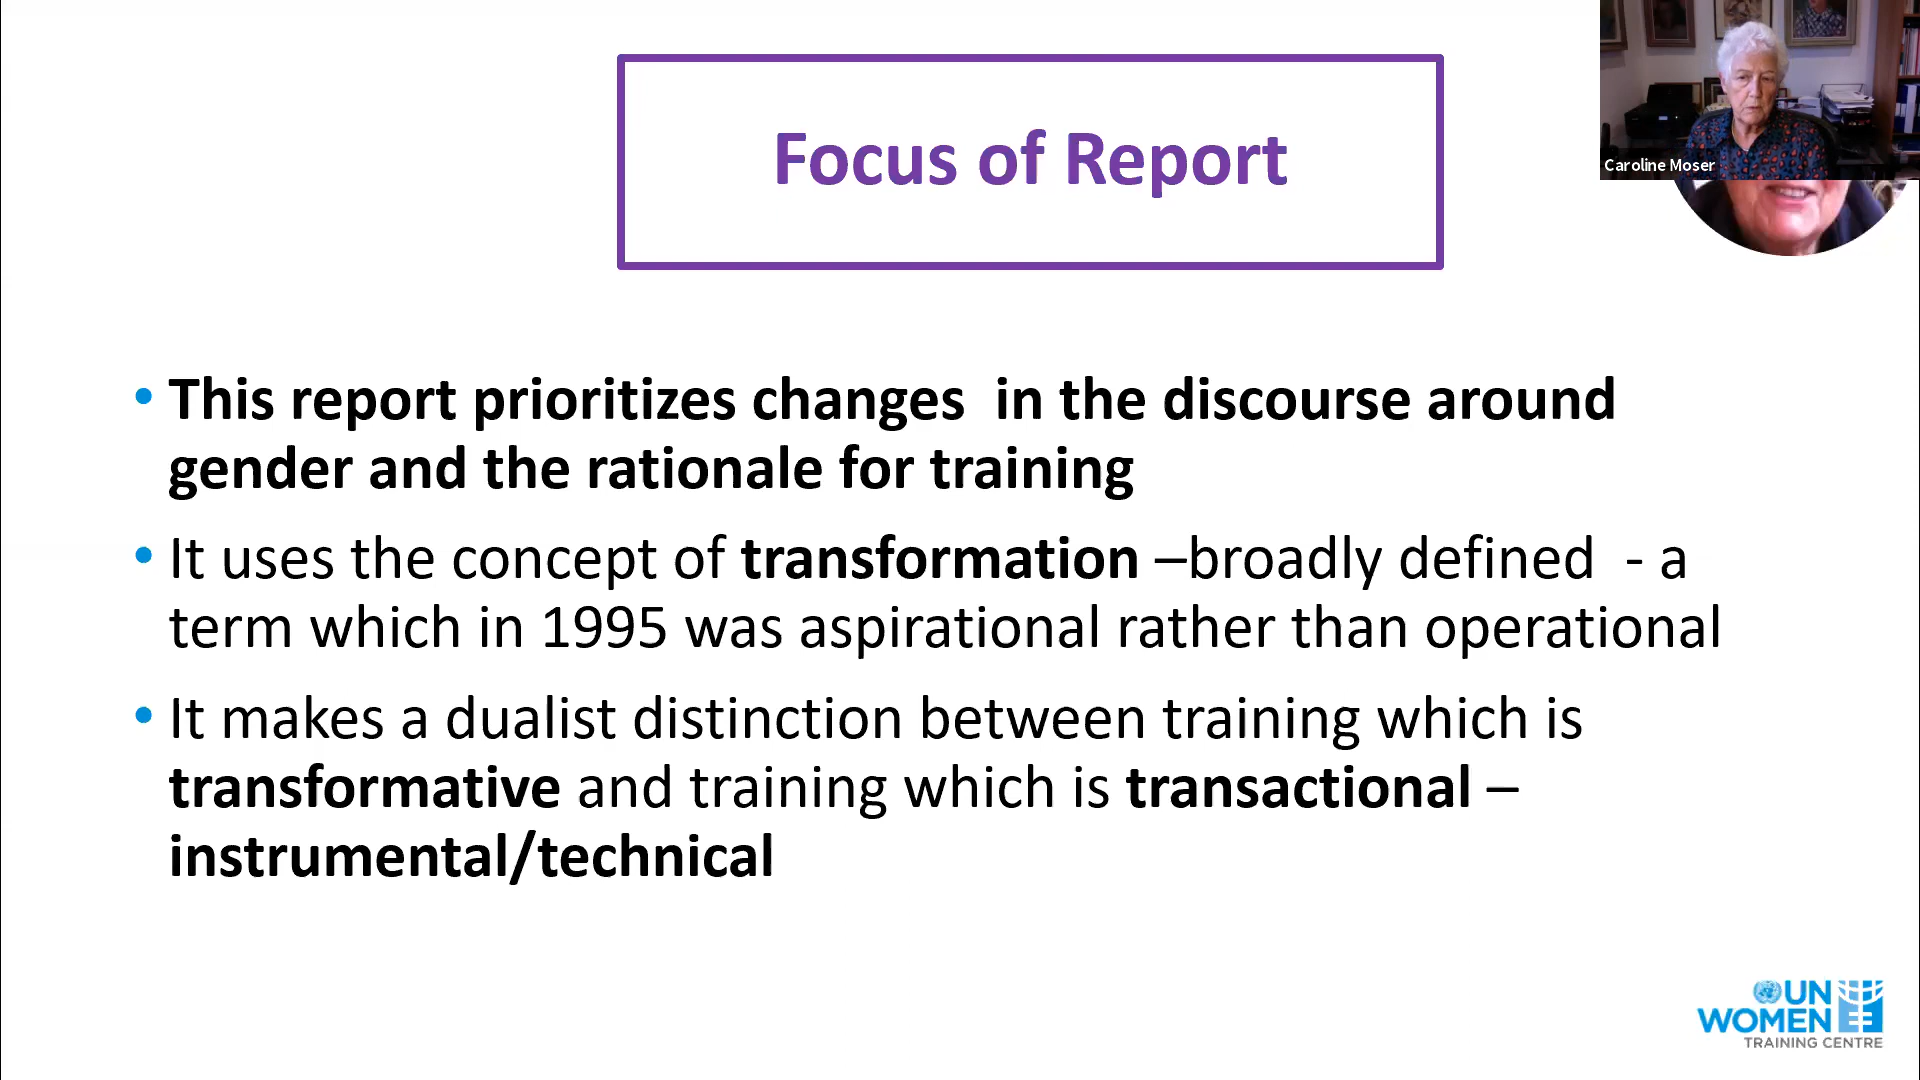 Focus of Report
Caroline Moser
• This report prioritizes changes  in the discourse around
gender and the rationale for training
• It uses the concept of transformation –broadly defined  - a
term which in 1995 was aspirational rather than operational
• It makes a dualist distinction between training which is
transformative and training which is transactional –
instrumental/technical
UN
WOMEN
TRAINING CENTRE